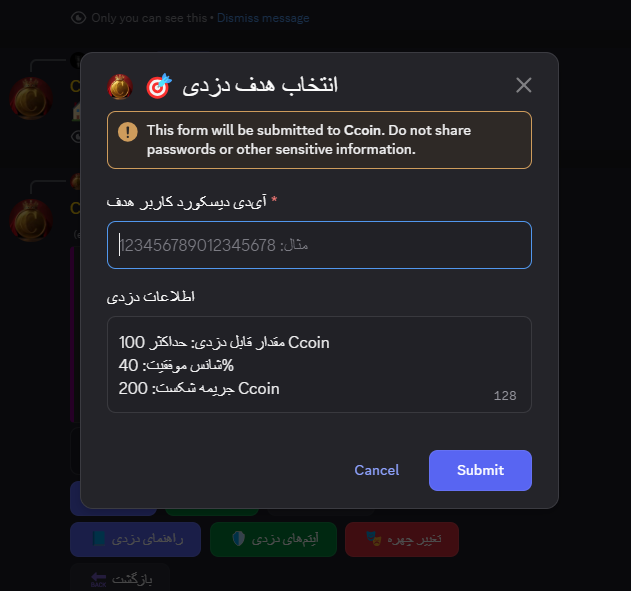 Only you can see this • Dismiss message
انتخاب هدف دزدی
This form will be submitted to Ccoin. Do not share
passwords or other sensitive information.
آیدی دیسکورد کاربر هدف *
مثال: 123456789012345678
اطلاعات دزدی
مقدار قابل دزدی: حداکثر 100 Ccoin
شانس موفقیت: 40%
جریمه شکست: 200 Ccoin
128
Cancel
Submit
راهنمای دزدی
آیتم‌های دزدی
تغییر چهره
بازگشت